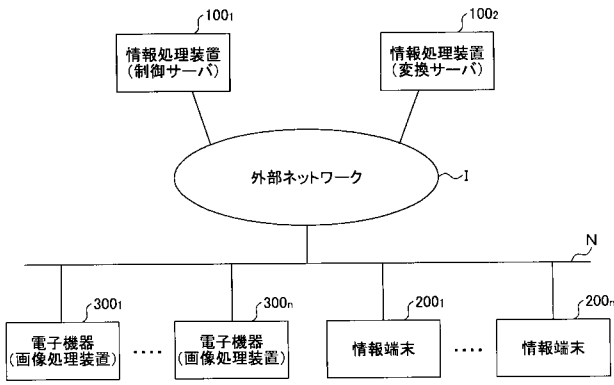 100₁
100₂
情報処理装置
(制御サーバ)
情報処理装置
(変換サーバ)
外部ネットワーク
I
N
300₁
300n
200₁
200n
電子機器
(画像処理装置)
‥‥
電子機器
(画像処理装置)
情報端末
‥‥
情報端末